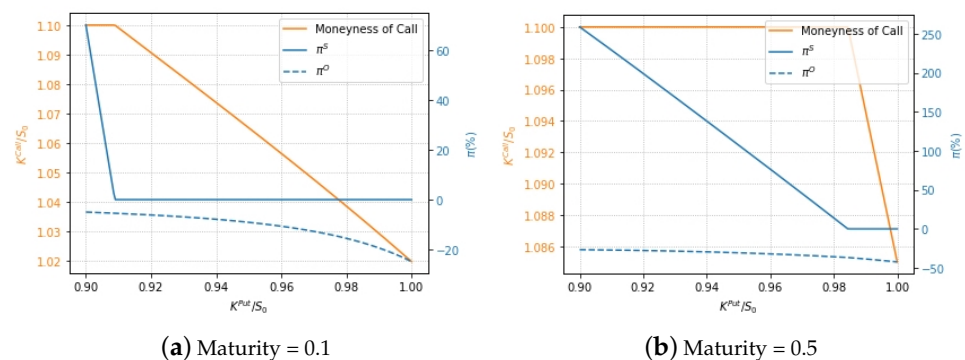 1.10
1.09
1.08
1.07
1.06
1.05
1.04
1.03
1.02
K^{Call}/S_0
0.90 0.92 0.94 0.96 0.98 1.00
K^{Put}/S_0
60
40
20
0
−20
π(%)
Moneyness of Call
π^S
π^O
(a) Maturity = 0.1
1.100
1.098
1.096
1.094
1.092
1.090
1.088
1.086
K^{Call}/S_0
0.90 0.92 0.94 0.96 0.98 1.00
K^{Put}/S_0
250
200
150
100
50
0
−50
π(%)
Moneyness of Call
π^S
π^O
(b) Maturity = 0.5